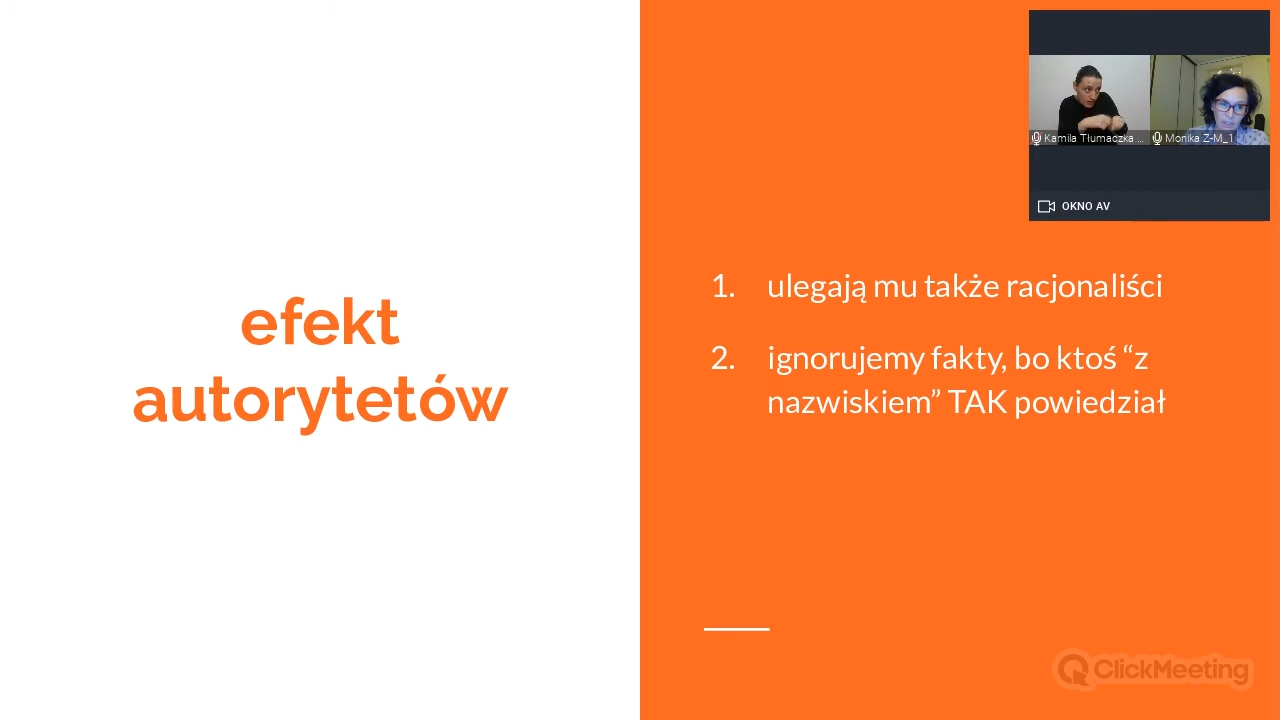 Kamila Tłumaczka ...
Monika Z-M_1
OKNO AV
efekt
autorytetów
1. ulegają mu także racjonaliści
2. ignorujemy fakty, bo ktoś “z
nazwiskiem” TAK powiedział
ClickMeeting